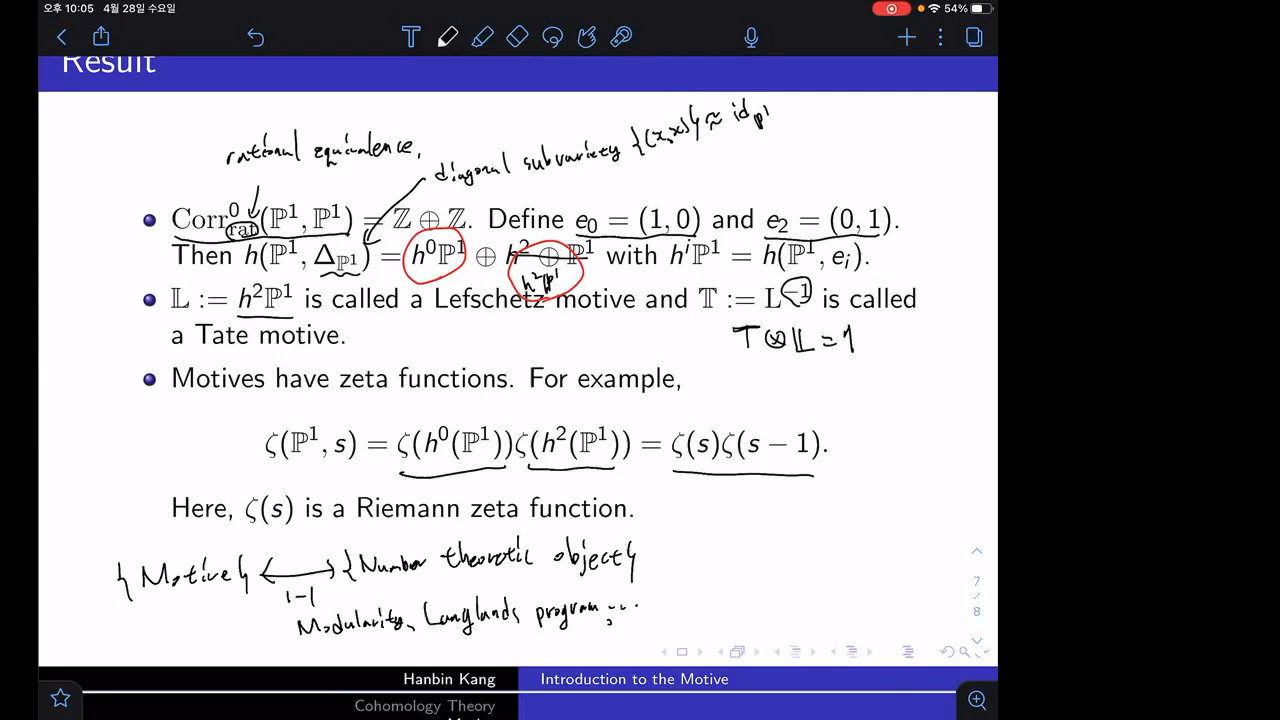 오후 10:05 4월 28일 수요일
54%
Result
rational equivalence.
diagonal subvariety {(x,x)} ≈ id_ℙ¹
Corr⁰_rat(ℙ¹, ℙ¹) = ℤ ⊕ ℤ. Define e₀ = (1, 0) and e₂ = (0, 1).
Then h(ℙ¹, Δ_ℙ¹) = h⁰ℙ¹ ⊕ h² ⊕ ℙ¹ with hⁱℙ¹ = h(ℙ¹, eᵢ).
h²ℙ¹
𝕃 := h²ℙ¹ is called a Lefschetz motive and 𝕋 := L⁻¹ is called
a Tate motive.
T ⊗ 𝕃 = 1
Motives have zeta functions. For example,
ζ(ℙ¹, s) = ζ(h⁰(ℙ¹))ζ(h²(ℙ¹)) = ζ(s)ζ(s − 1).
Here, ζ(s) is a Riemann zeta function.
{Motive} ⟷ {Number theoretic object}
1-1
Modularity, Langlands program ...
7
/
8
Hanbin Kang Introduction to the Motive
Cohomology Theory